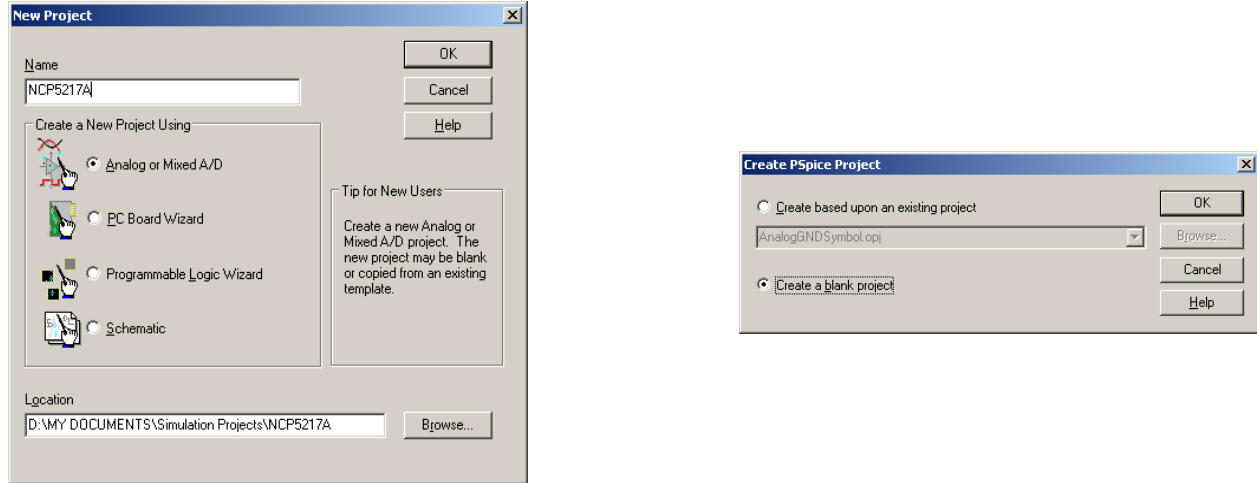 New Project
Name
NCP5217A
OK
Cancel
Help
Create a New Project Using
Analog or Mixed A/D
PC Board Wizard
Programmable Logic Wizard
Schematic
Tip for New Users
Create a new Analog or
Mixed A/D project. The
new project may be blank
or copied from an existing
template.
Location
D:\MY DOCUMENTS\Simulation Projects\NCP5217A
Browse...
Create PSpice Project
Create based upon an existing project
AnalogGNDSymbol.opj
Create a blank project
OK
Browse...
Cancel
Help